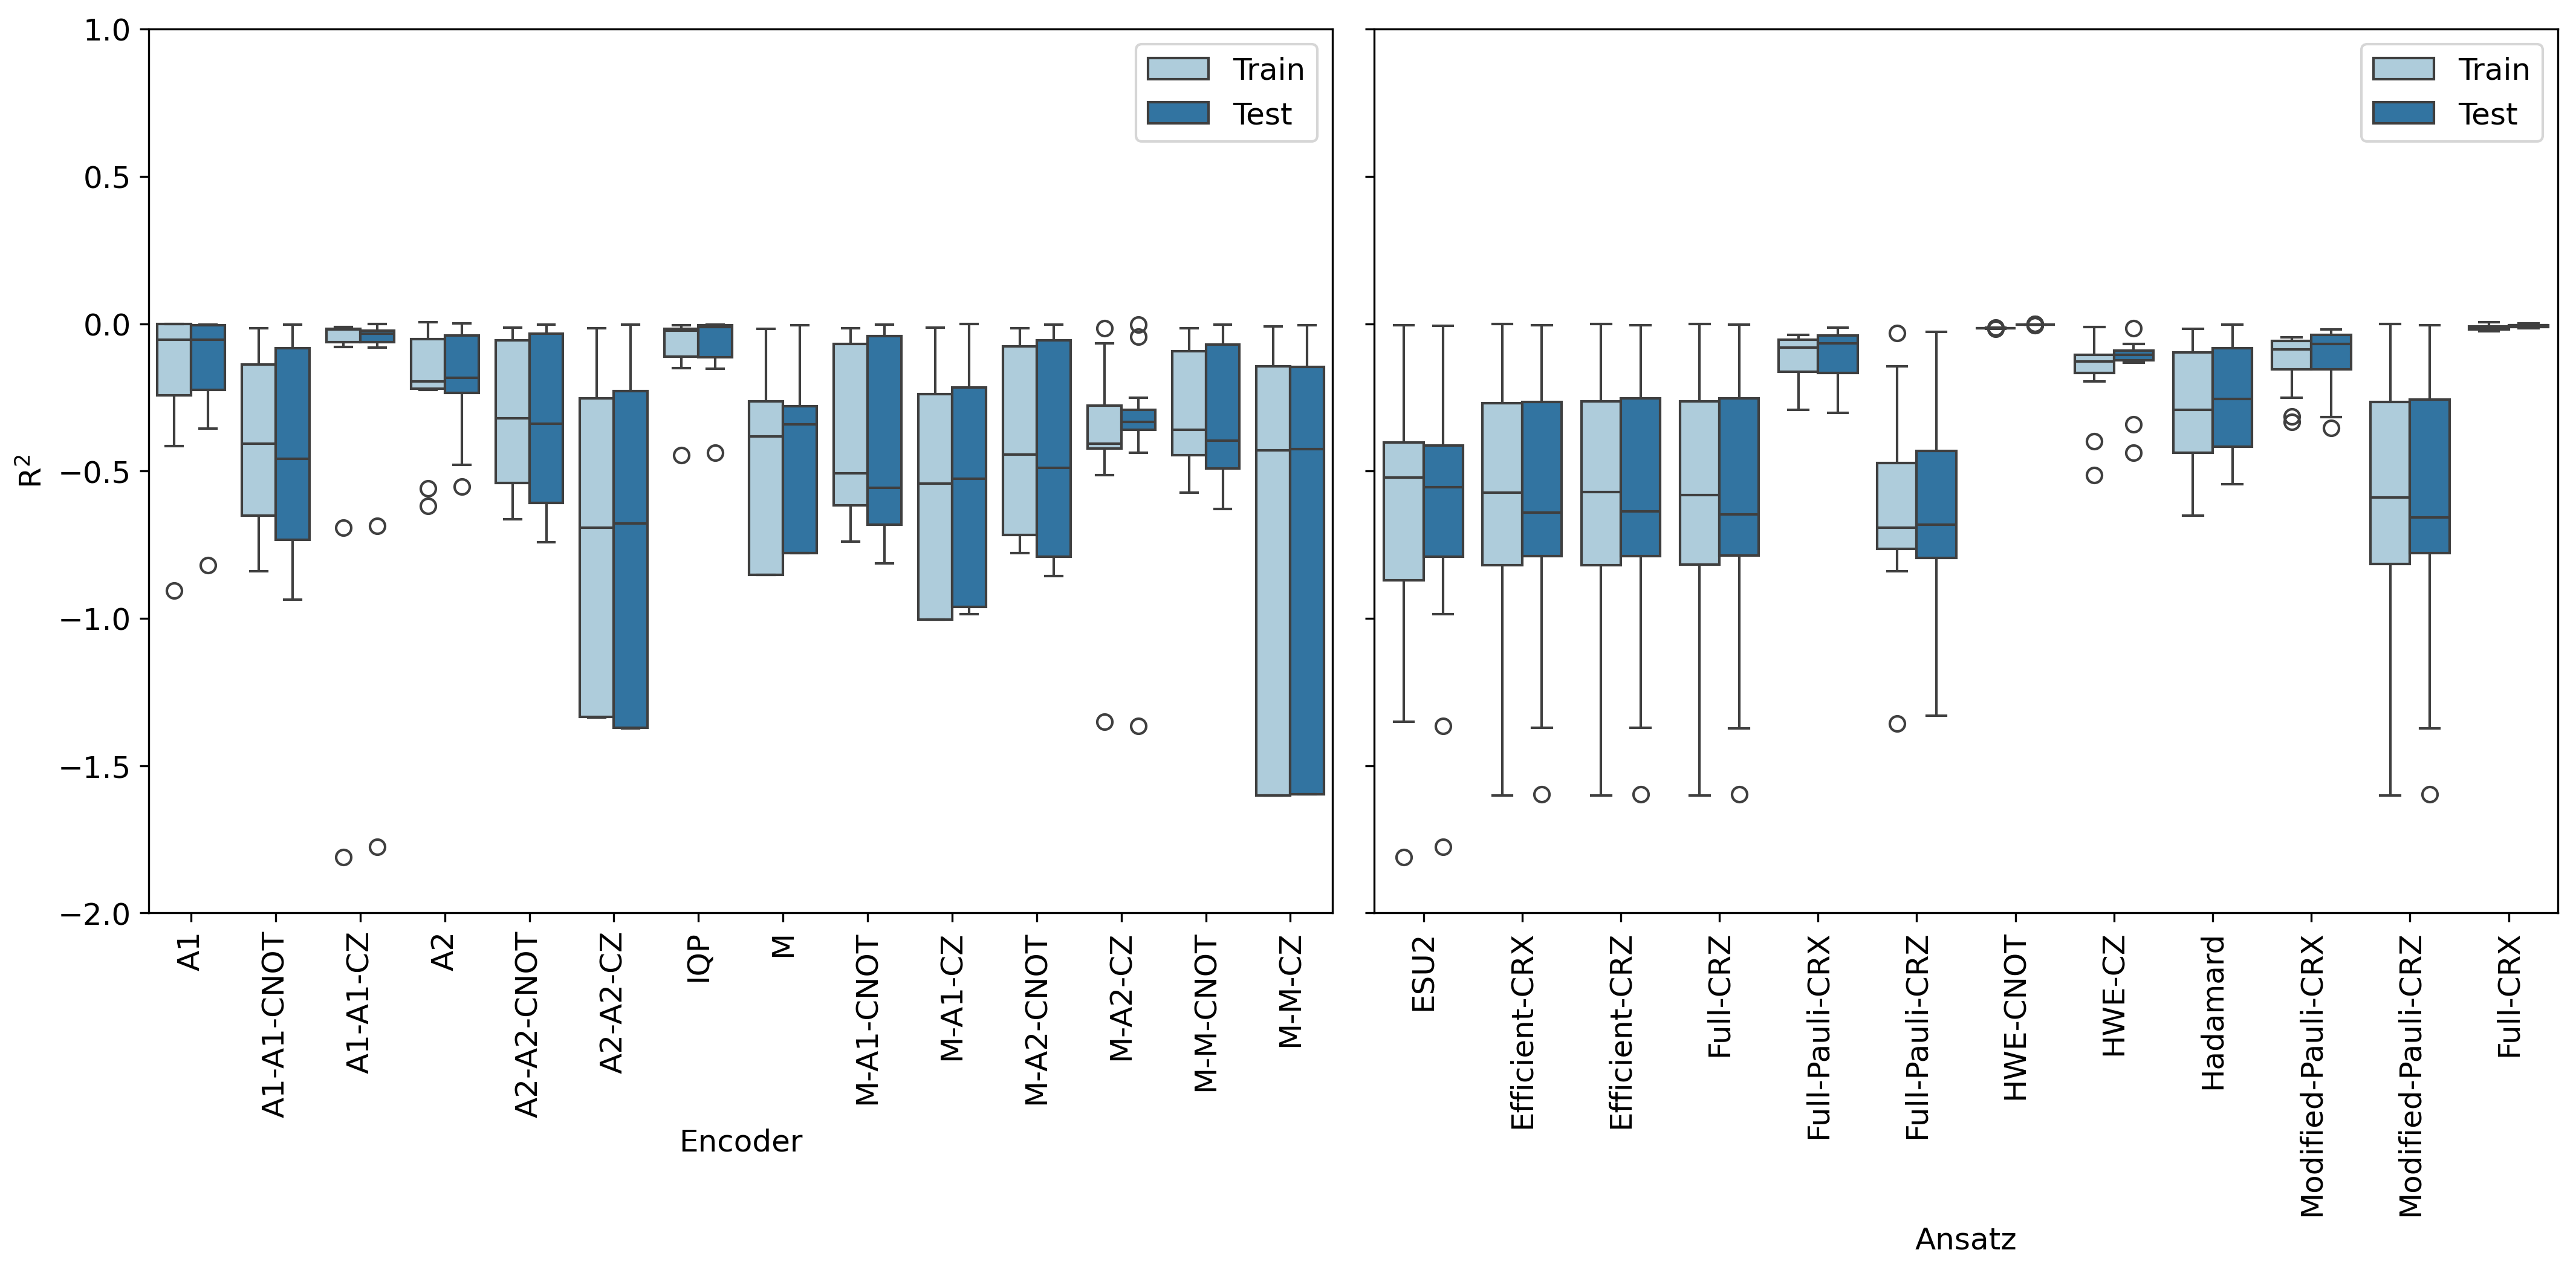 1.0
0.5
0.0
−0.5
−1.0
−1.5
−2.0
R²
Train
Test
A1
A1-A1-CNOT
A1-A1-CZ
A2
A2-A2-CNOT
A2-A2-CZ
IQP
M
M-A1-CNOT
M-A1-CZ
M-A2-CNOT
M-A2-CZ
M-M-CNOT
M-M-CZ
Encoder
Train
Test
ESU2
Efficient-CRX
Efficient-CRZ
Full-CRZ
Full-Pauli-CRX
Full-Pauli-CRZ
HWE-CNOT
HWE-CZ
Hadamard
Modified-Pauli-CRX
Modified-Pauli-CRZ
Full-CRX
Ansatz